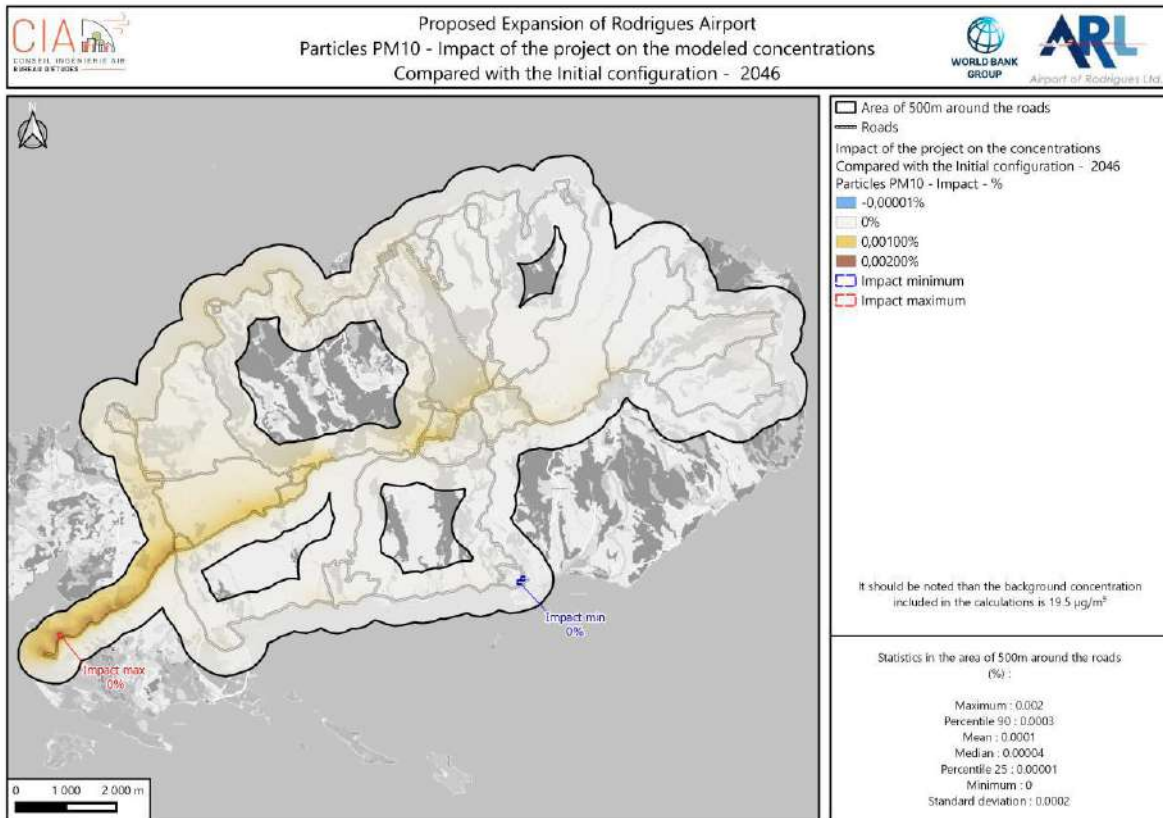 CIA
CONSEIL INGENIERIE AIR
BUREAU D'ETUDES
Proposed Expansion of Rodrigues Airport
Particles PM10 - Impact of the project on the modeled concentrations
Compared with the Initial configuration - 2046
WORLD BANK
GROUP
ARL
Airport of Rodrigues Ltd.
N
Impact min
0%
Impact max
0%
0 1 000 2 000 m
Area of 500m around the roads
Roads
Impact of the project on the concentrations
Compared with the Initial configuration - 2046
Particles PM10 - Impact - %
-0,00001%
0%
0,00100%
0,00200%
Impact minimum
Impact maximum
It should be noted than the background concentration
included in the calculations is 19.5 µg/m³
Statistics in the area of 500m around the roads
(%) :
Maximum : 0.002
Percentile 90 : 0.0003
Mean : 0.0001
Median : 0.00004
Percentile 25 : 0.00001
Minimum : 0
Standard deviation : 0.0002